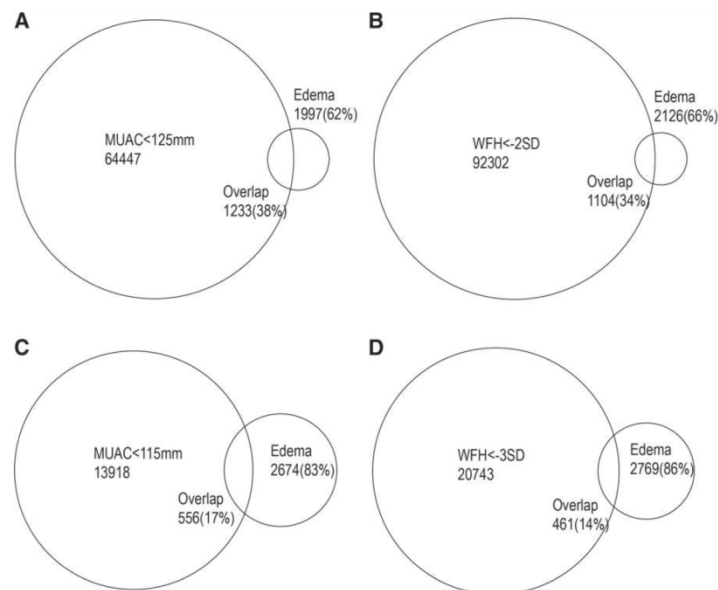 A
Edema
1997(62%)
MUAC<125mm
64447
Overlap
1233(38%)
B
Edema
2126(66%)
WFH<-2SD
92302
Overlap
1104(34%)
C
MUAC<115mm
13918
Edema
2674(83%)
Overlap
556(17%)
D
WFH<-3SD
20743
Edema
2769(86%)
Overlap
461(14%)